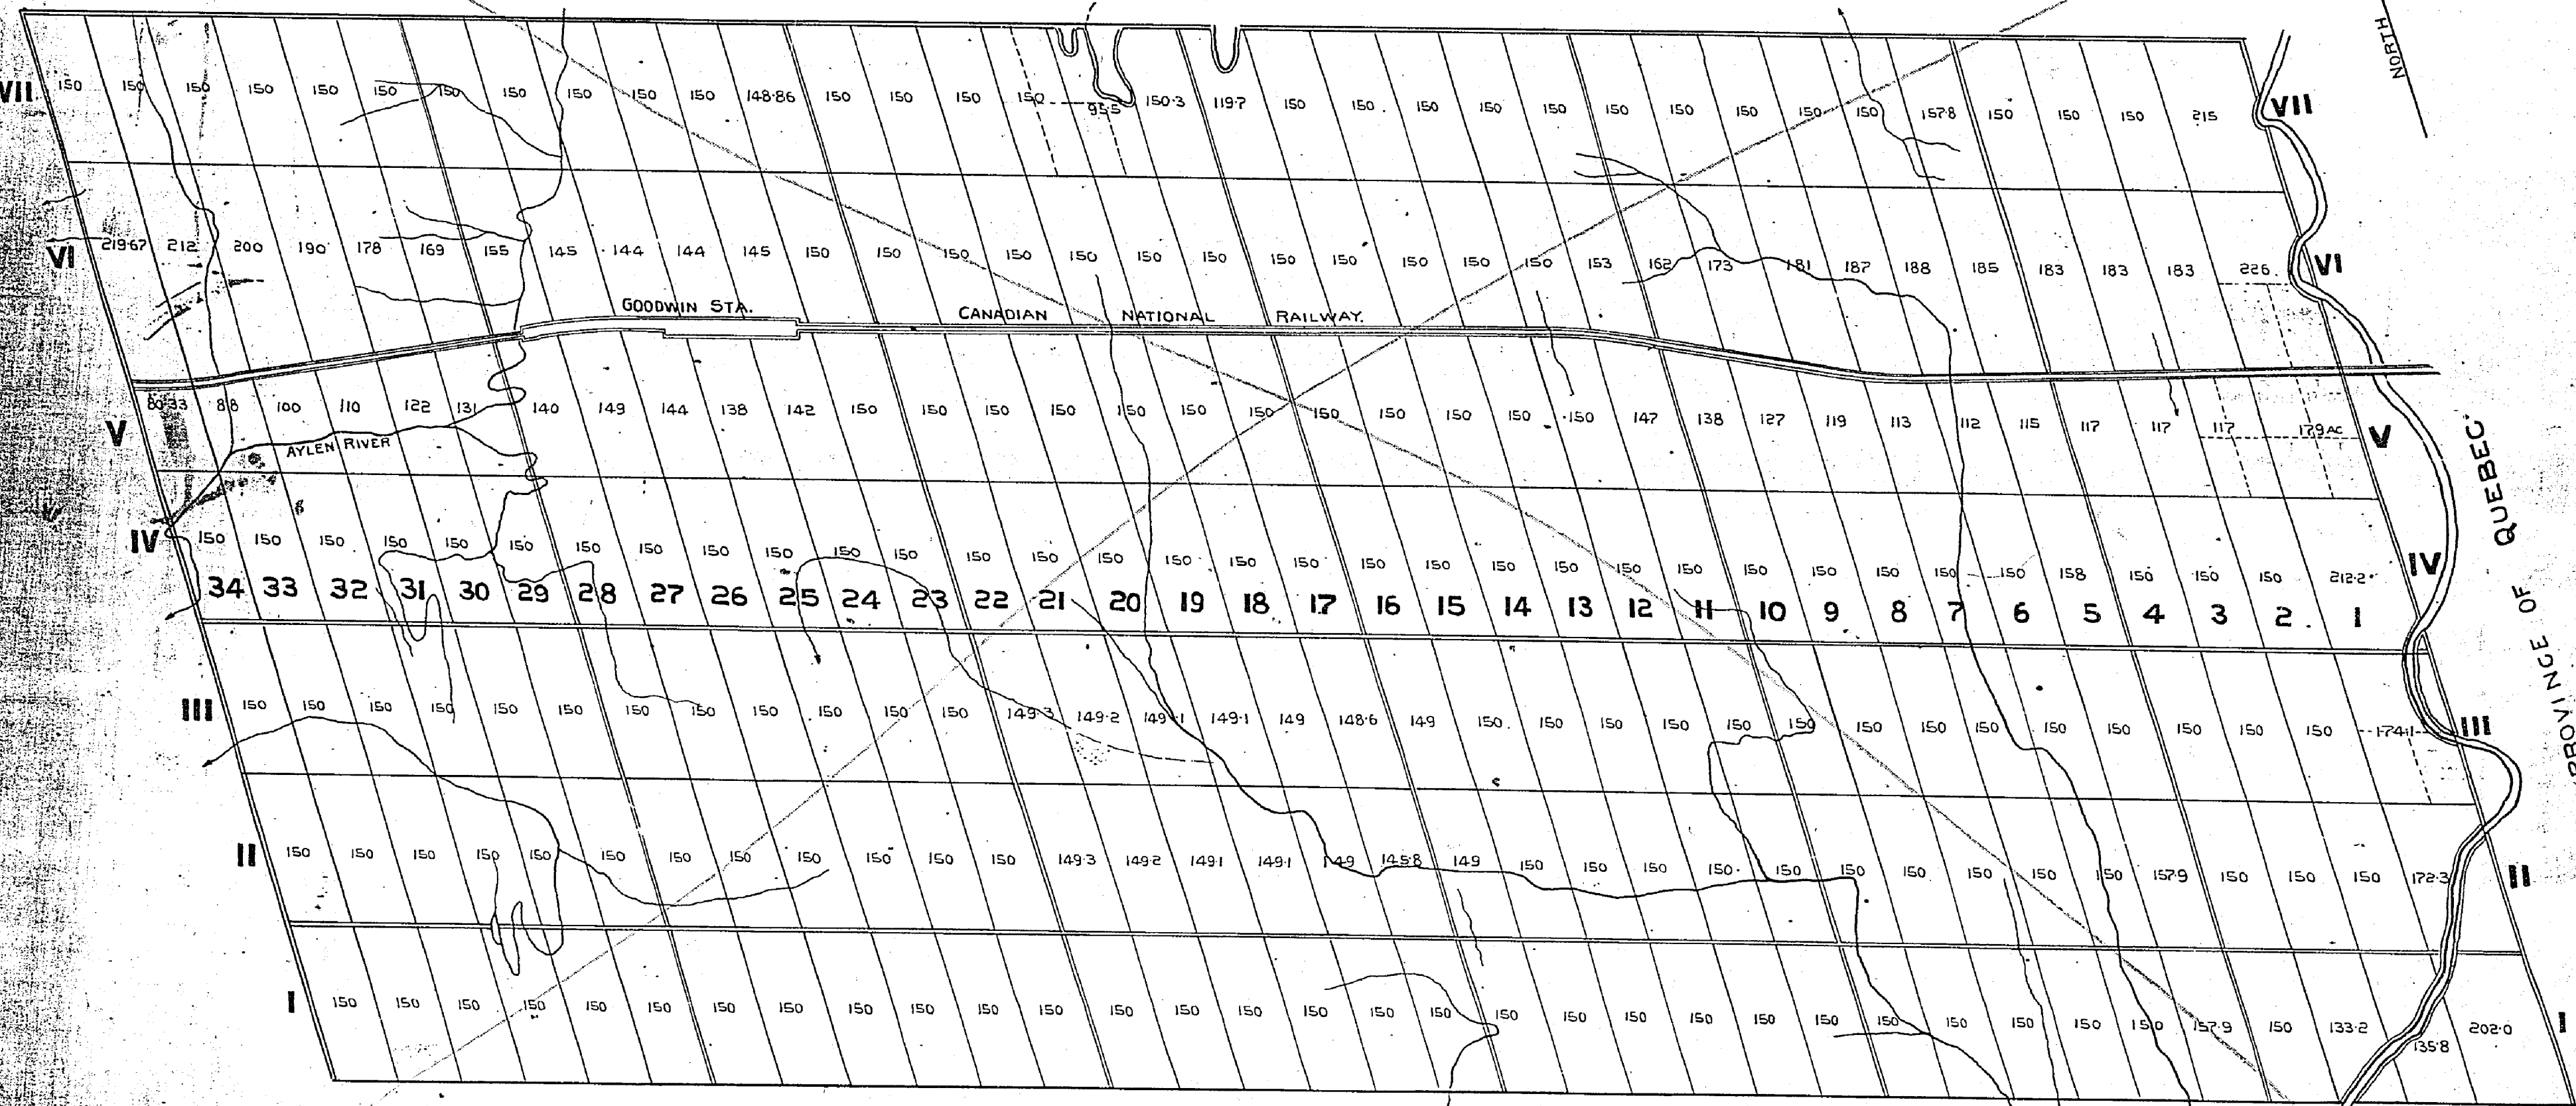 NORTH
VII 150 150 150 150 150 150 150 150 150 150 150 148·86 150 150 150 150 95·5 150·3 119·7 150 150 150 150 150 150 150 150 150 150 157·8 150 150 150 215 VII
VI 219·67 212 200 190 178 169 155 145 144 144 145 150 150 150 150 150 150 150 150 150 150 150 150 153 162 173 181 187 188 185 183 183 183 226 VI
GOODWIN STA. CANADIAN NATIONAL RAILWAY.
V 80·33 88 100 110 122 131 140 149 144 138 142 150 150 150 150 150 150 150 150 150 150 150 150 147 138 127 119 113 112 115 117 117 117 179 AC V
AYLEN RIVER
IV 150 150 150 150 150 150 150 150 150 150 150 150 150 150 150 150 150 150 150 150 150 150 150 150 150 150 150 150 150 158 150 150 150 212·2 IV
34 33 32 31 30 29 28 27 26 25 24 23 22 21 20 19 18 17 16 15 14 13 12 11 10 9 8 7 6 5 4 3 2 1
PROVINCE OF QUEBEC
III 150 150 150 150 150 150 150 150 150 150 150 150 149·3 149·2 149·1 149·1 149 148·6 149 150 150 150 150 150 150 150 150 150 150 150 150 150 150 174·1 III
II 150 150 150 150 150 150 150 150 150 150 150 150 149·3 149·2 149·1 149·1 149 145·8 149 150 150 150 150 150 150 150 150 150 150 157·9 150 150 150 172·3 II
I 150 150 150 150 150 150 150 150 150 150 150 150 150 150 150 150 150 150 150 150 150 150 150 150 150 150 150 150 150 157·9 150 133·2 135·8 202·0 I